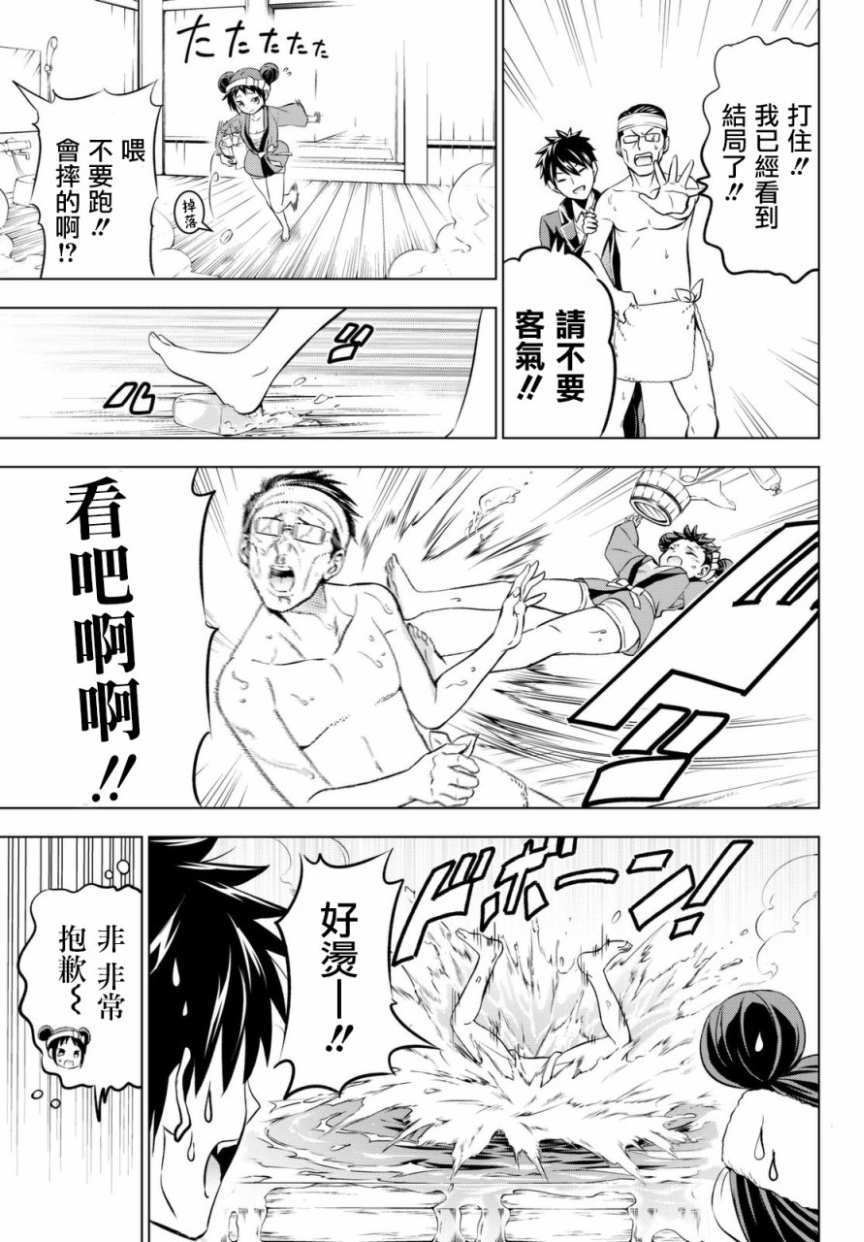 打住!!
我已經看到
結局了!!
請不要
客氣!!
たたたたた
喂
不要跑!!
會摔的啊!?
掉落
看吧啊啊!!
ドボーン!
好燙ー!!
非 非常
抱歉～